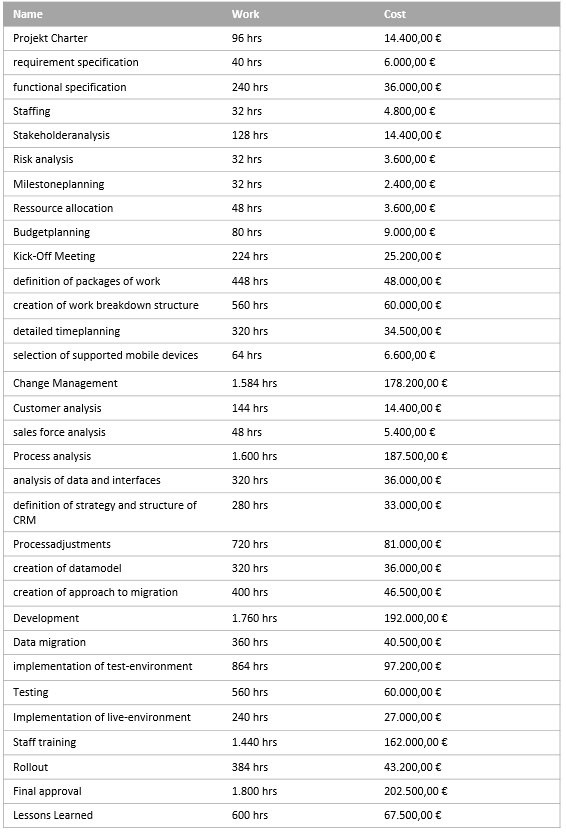 Name Work Cost
Projekt Charter 96 hrs 14.400,00 €
requirement specification 40 hrs 6.000,00 €
functional specification 240 hrs 36.000,00 €
Staffing 32 hrs 4.800,00 €
Stakeholderanalysis 128 hrs 14.400,00 €
Risk analysis 32 hrs 3.600,00 €
Milestoneplanning 32 hrs 2.400,00 €
Ressource allocation 48 hrs 3.600,00 €
Budgetplanning 80 hrs 9.000,00 €
Kick-Off Meeting 224 hrs 25.200,00 €
definition of packages of work 448 hrs 48.000,00 €
creation of work breakdown structure 560 hrs 60.000,00 €
detailed timeplanning 320 hrs 34.500,00 €
selection of supported mobile devices 64 hrs 6.600,00 €
Change Management 1.584 hrs 178.200,00 €
Customer analysis 144 hrs 14.400,00 €
sales force analysis 48 hrs 5.400,00 €
Process analysis 1.600 hrs 187.500,00 €
analysis of data and interfaces 320 hrs 36.000,00 €
definition of strategy and structure of 280 hrs 33.000,00 €
CRM
Processadjustments 720 hrs 81.000,00 €
creation of datamodel 320 hrs 36.000,00 €
creation of approach to migration 400 hrs 46.500,00 €
Development 1.760 hrs 192.000,00 €
Data migration 360 hrs 40.500,00 €
implementation of test-environment 864 hrs 97.200,00 €
Testing 560 hrs 60.000,00 €
Implementation of live-environment 240 hrs 27.000,00 €
Staff training 1.440 hrs 162.000,00 €
Rollout 384 hrs 43.200,00 €
Final approval 1.800 hrs 202.500,00 €
Lessons Learned 600 hrs 67.500,00 €